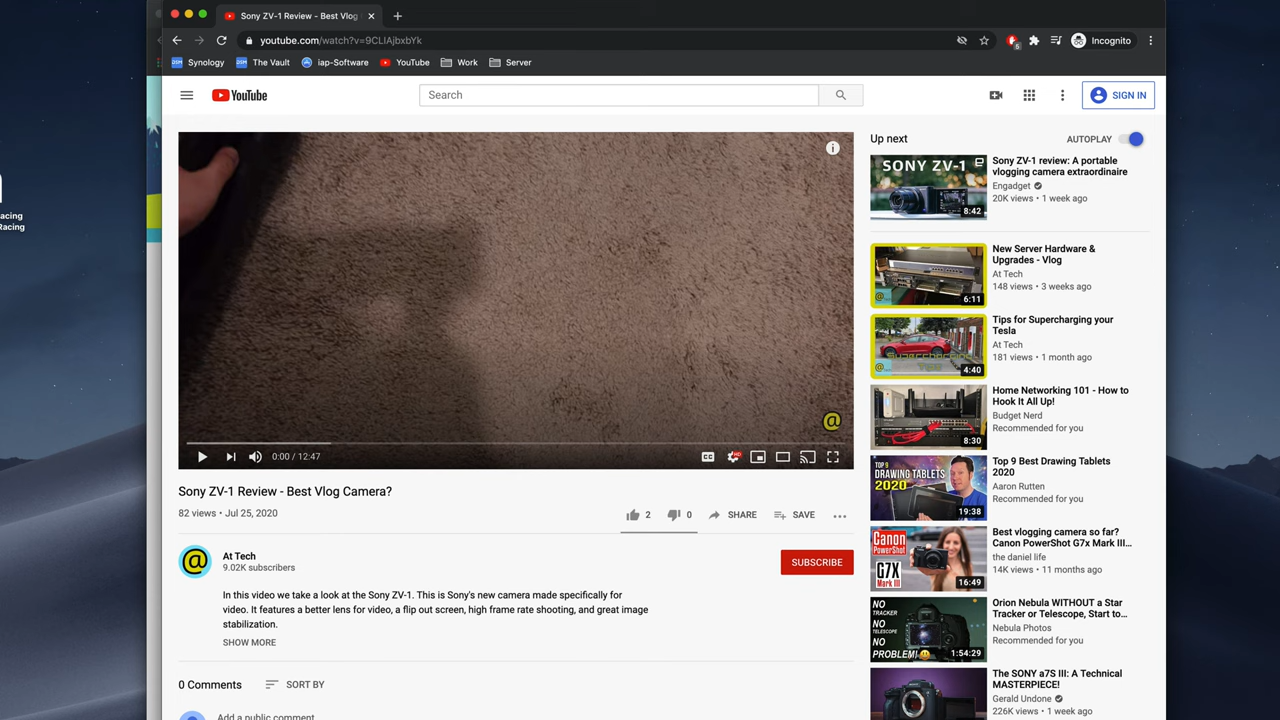 Sony ZV-1 Review - Best Vlog
youtube.com/watch?v=9CLIAjbxbYk
6
Incognito
DSM Synology
DSM The Vault
iap-Software
YouTube
Work
Server
YouTube
Search
SIGN IN
acing
Racing
@
0:00 / 12:47
CC
HD
Sony ZV-1 Review - Best Vlog Camera?
82 views • Jul 25, 2020
2
0
SHARE
SAVE
@
At Tech
9.02K subscribers
SUBSCRIBE
In this video we take a look at the Sony ZV-1. This is Sony's new camera made specifically for
video. It features a better lens for video, a flip out screen, high frame rate shooting, and great image
stabilization.
SHOW MORE
0 Comments
SORT BY
Add a public comment
Up next
AUTOPLAY
SONY ZV-1
8:42
Sony ZV-1 review: A portable
vlogging camera extraordinaire
Engadget
20K views • 1 week ago
6:11
New Server Hardware &
Upgrades - Vlog
At Tech
148 views • 3 weeks ago
SUPERCHARGING
TIPS
4:40
Tips for Supercharging your
Tesla
At Tech
181 views • 1 month ago
8:30
Home Networking 101 - How to
Hook It All Up!
Budget Nerd
Recommended for you
TOP 9
DRAWING TABLETS
2020
19:38
Top 9 Best Drawing Tablets
2020
Aaron Rutten
Recommended for you
Canon
PowerShot
G7X
Mark III
16:49
Best vlogging camera so far?
Canon PowerShot G7x Mark III...
the daniel life
14K views • 11 months ago
NO
TRACKER
NO
TELESCOPE
NO
PROBLEM!
1:54:29
Orion Nebula WITHOUT a Star
Tracker or Telescope, Start to...
Nebula Photos
Recommended for you
The SONY a7S III: A Technical
MASTERPIECE!
Gerald Undone
226K views • 1 week ago